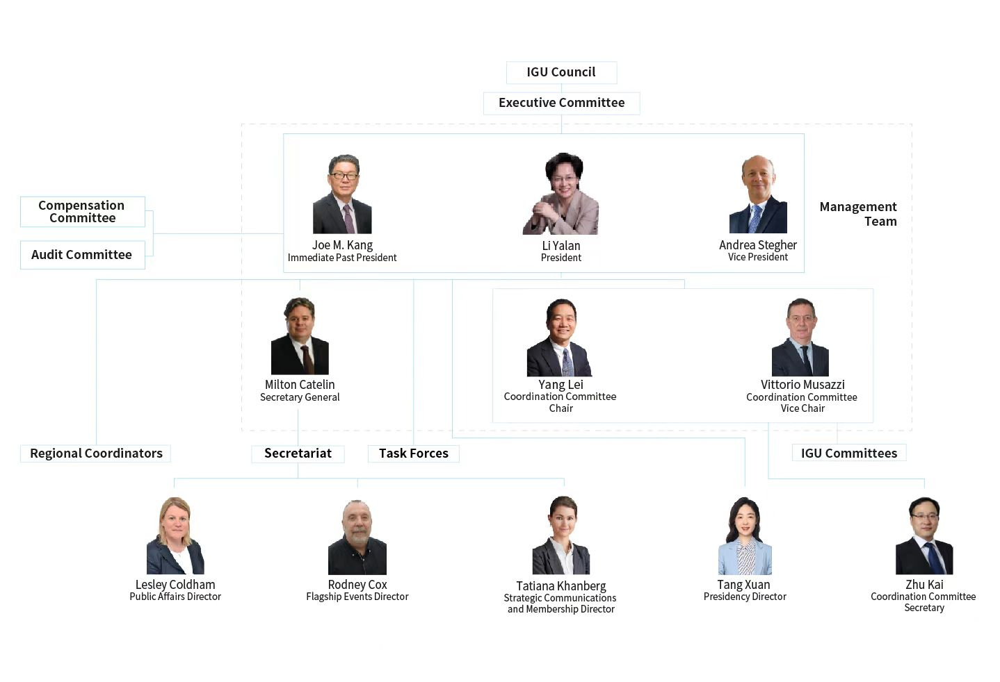 IGU Council
Executive Committee
Joe M. Kang
Immediate Past President
Li Yalan
President
Andrea Stegher
Vice President
Management
Team
Compensation
Committee
Audit Committee
Milton Catelin
Secretary General
Yang Lei
Coordination Committee
Chair
Vittorio Musazzi
Coordination Committee
Vice Chair
Regional Coordinators
Secretariat
Task Forces
IGU Committees
Lesley Coldham
Public Affairs Director
Rodney Cox
Flagship Events Director
Tatiana Khanberg
Strategic Communications
and Membership Director
Tang Xuan
Presidency Director
Zhu Kai
Coordination Committee
Secretary